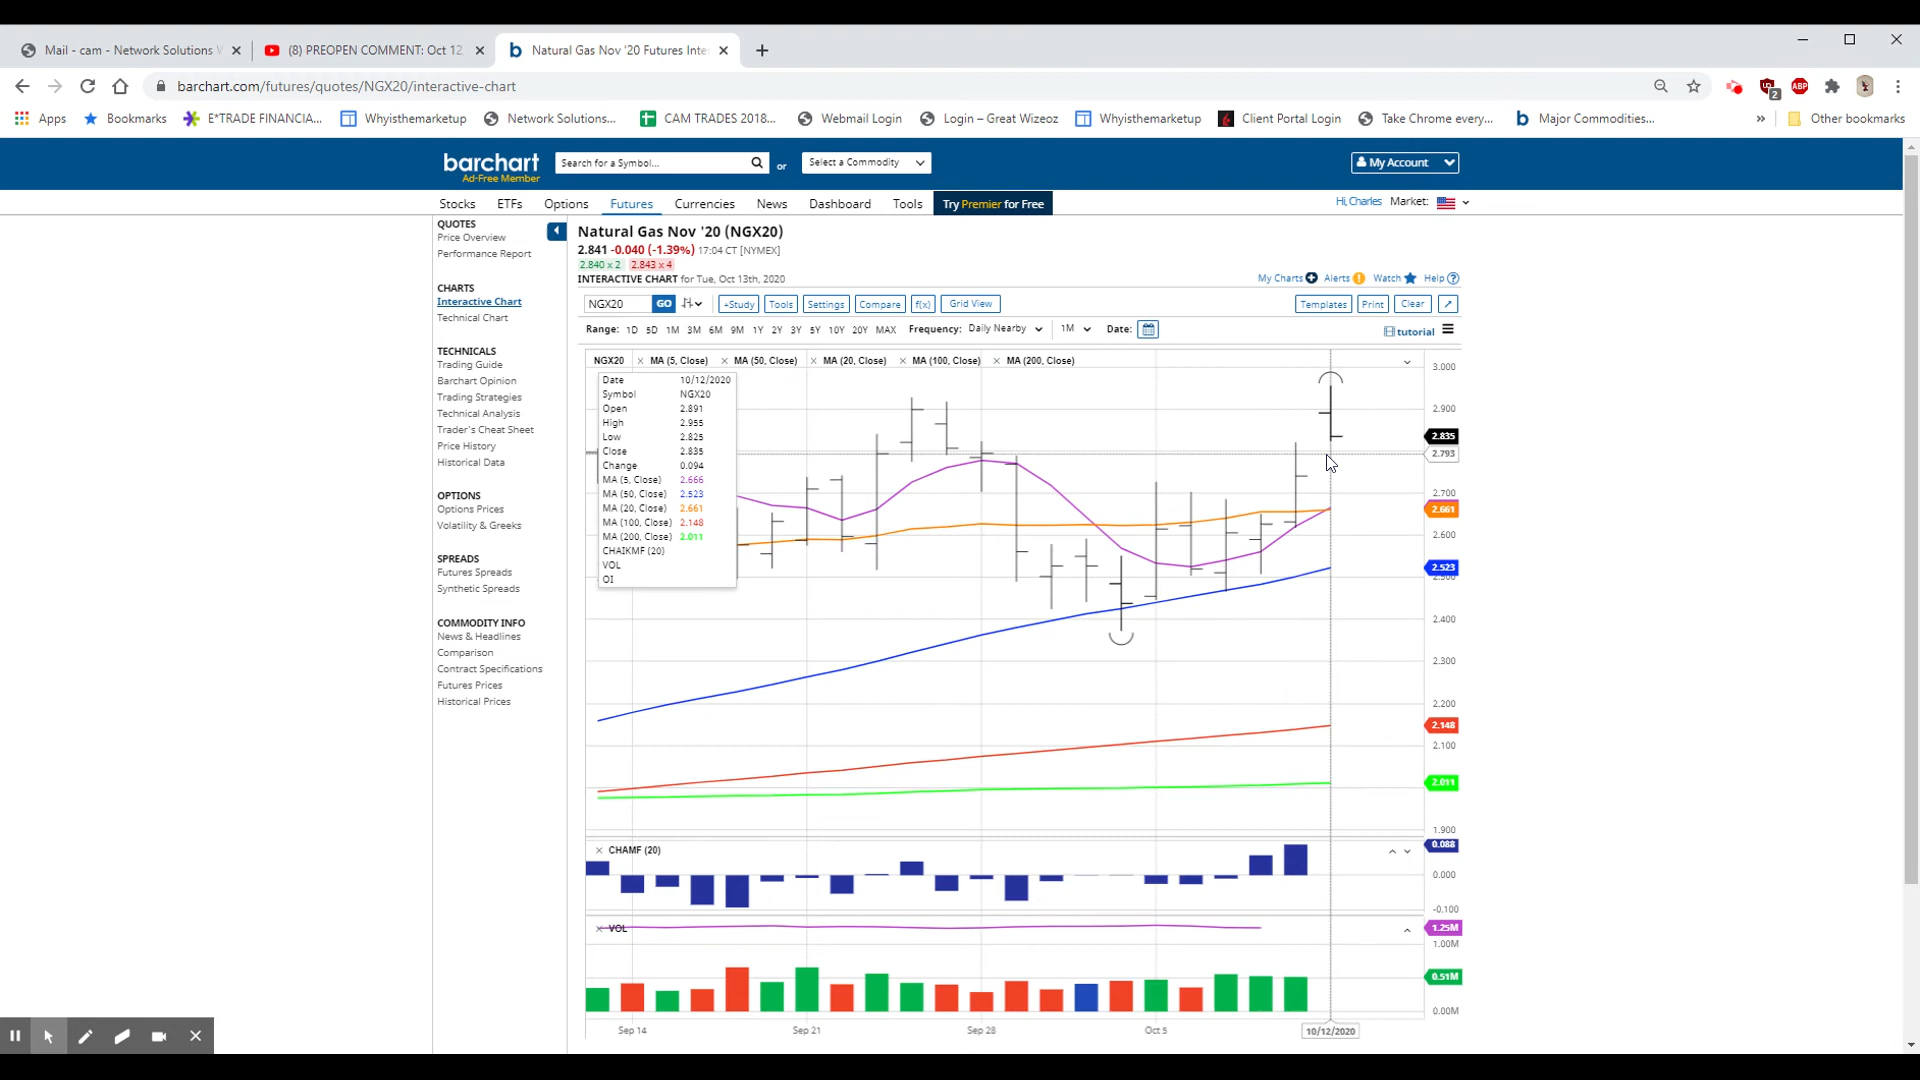 Mail - cam - Network Solutions
(8) PREOPEN COMMENT: Oct 12,
Natural Gas Nov '20 Futures Inte
barchart.com/futures/quotes/NGX20/interactive-chart
Apps
Bookmarks
E*TRADE FINANCIA...
Whyisthemarketup
Network Solutions...
CAM TRADES 2018...
Webmail Login
Login – Great Wizeoz
Whyisthemarketup
Client Portal Login
Take Chrome every...
Major Commodities...
»
Other bookmarks
barchart
Ad-Free Member
Search for a Symbol...
or
Select a Commodity
My Account
Stocks ETFs Options Futures Currencies News Dashboard Tools Try Premier for Free
Hi, Charles Market:
QUOTES
Price Overview
Performance Report
CHARTS
Interactive Chart
Technical Chart
TECHNICALS
Trading Guide
Barchart Opinion
Trading Strategies
Technical Analysis
Trader's Cheat Sheet
Price History
Historical Data
OPTIONS
Options Prices
Volatility & Greeks
SPREADS
Futures Spreads
Synthetic Spreads
COMMODITY INFO
News & Headlines
Comparison
Contract Specifications
Futures Prices
Historical Prices
Natural Gas Nov '20 (NGX20)
2.841 -0.040 (-1.39%) 17:04 CT [NYMEX]
2.840 x 2 2.843 x 4
INTERACTIVE CHART for Tue, Oct 13th, 2020
My Charts Alerts Watch Help
NGX20 GO +Study Tools Settings Compare f(x) Grid View
Templates Print Clear
Range: 1D 5D 1M 3M 6M 9M 1Y 2Y 3Y 5Y 10Y 20Y MAX Frequency: Daily Nearby 1M Date:
tutorial
NGX20 MA (5, Close) MA (50, Close) MA (20, Close) MA (100, Close) MA (200, Close)
Date 10/12/2020
Symbol NGX20
Open 2.891
High 2.955
Low 2.825
Close 2.835
Change 0.094
MA (5, Close) 2.666
MA (50, Close) 2.523
MA (20, Close) 2.661
MA (100, Close) 2.148
MA (200, Close) 2.011
CHAIKMF (20)
VOL
OI
3.000
2.900
2.835
2.793
2.700
2.661
2.600
2.523
2.400
2.300
2.200
2.148
2.100
2.011
1.900
CHAMF (20)
0.088
0.000
-0.100
VOL
1.25M
1.00M
0.51M
0.00M
Sep 14 Sep 21 Sep 28 Oct 5 10/12/2020